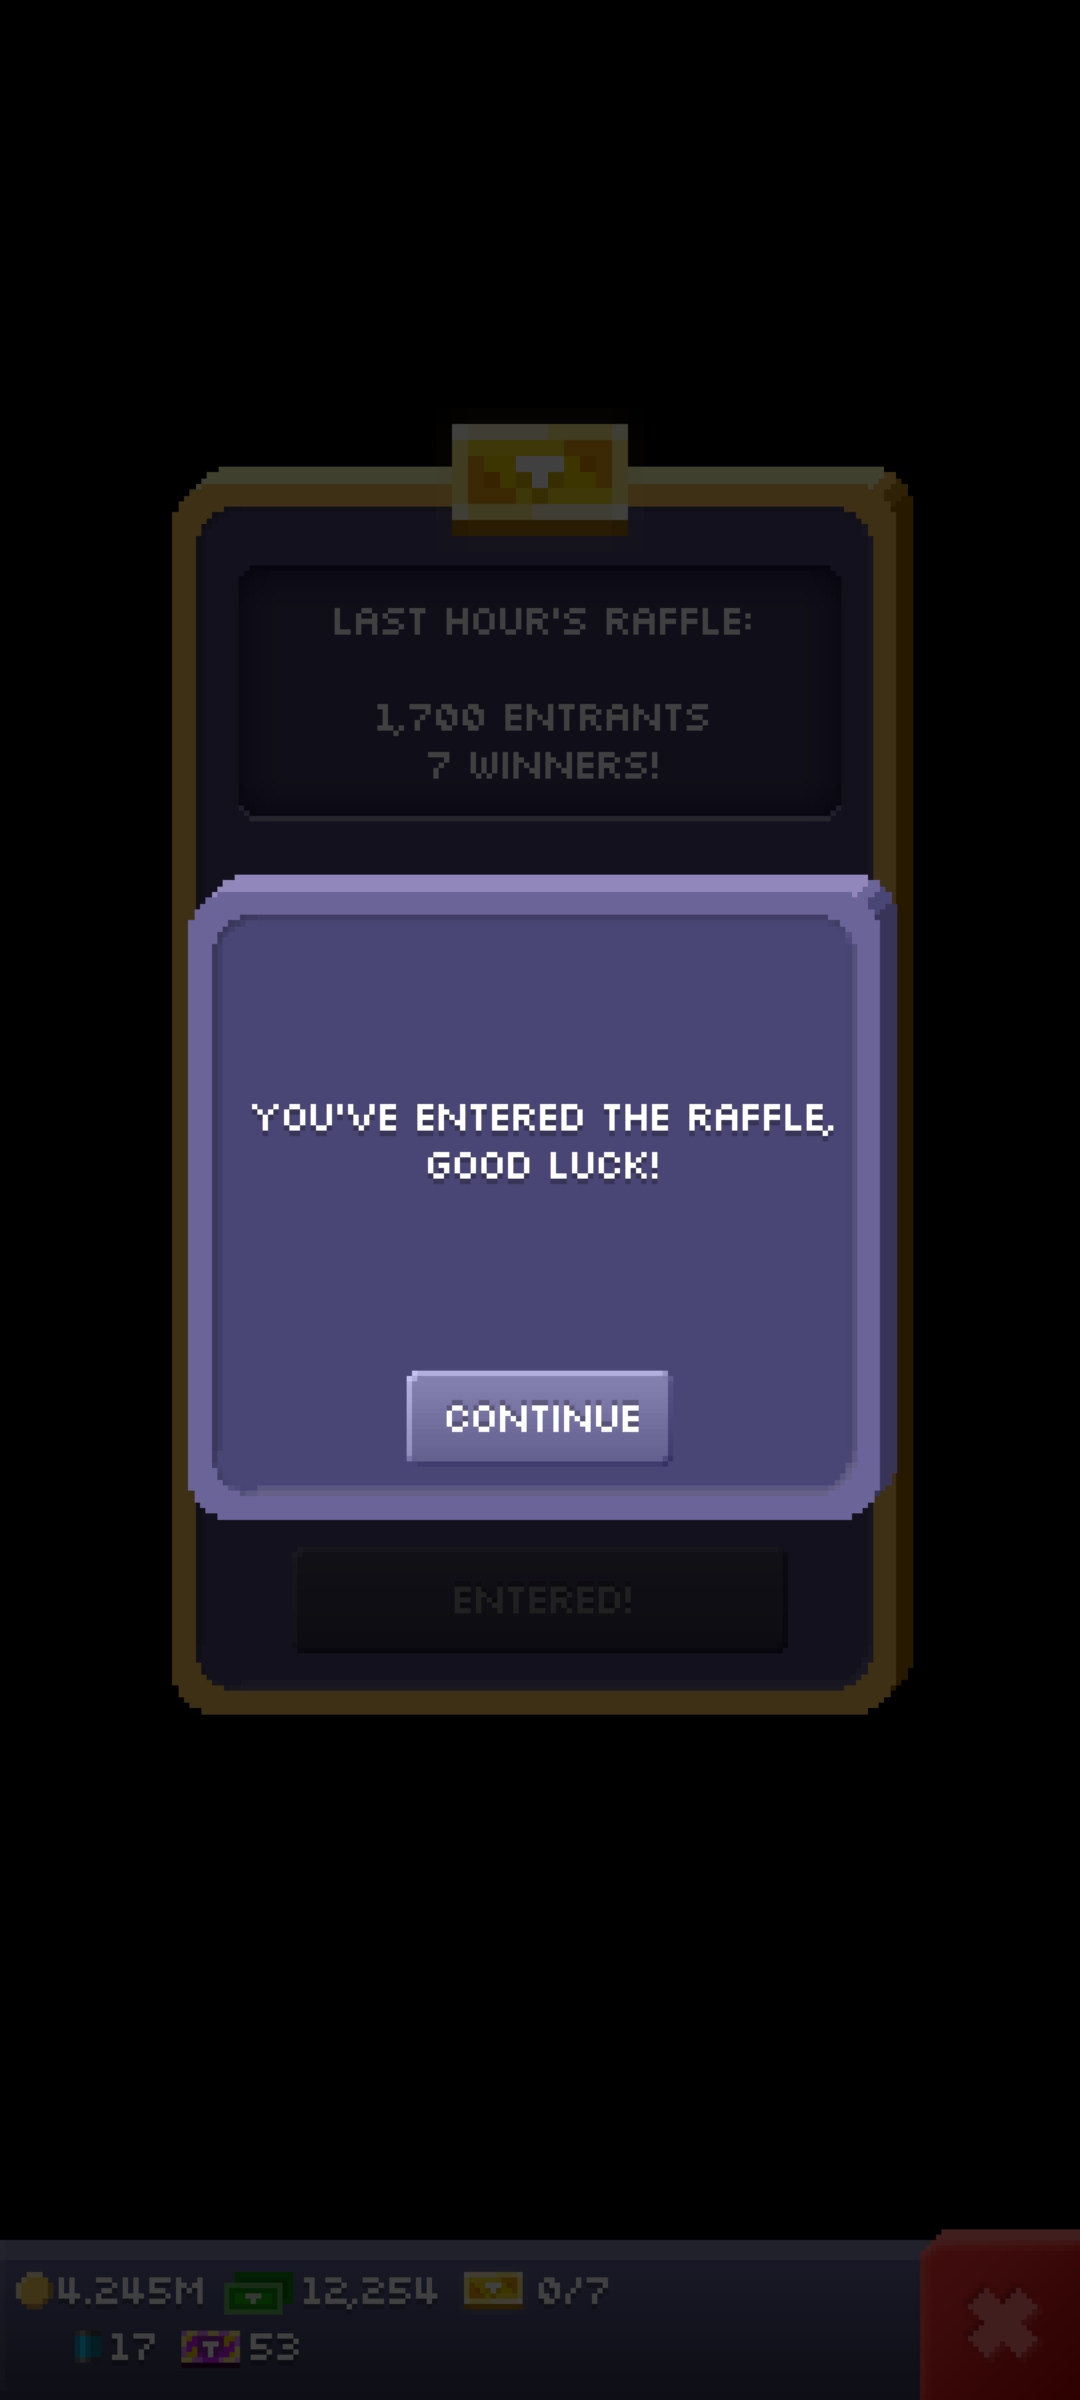 LAST HOUR'S RAFFLE:
1,700 ENTRANTS
7 WINNERS!
YOU'VE ENTERED THE RAFFLE,
GOOD LUCK!
CONTINUE
ENTERED!
4.245M 12,254 0/7
17 53